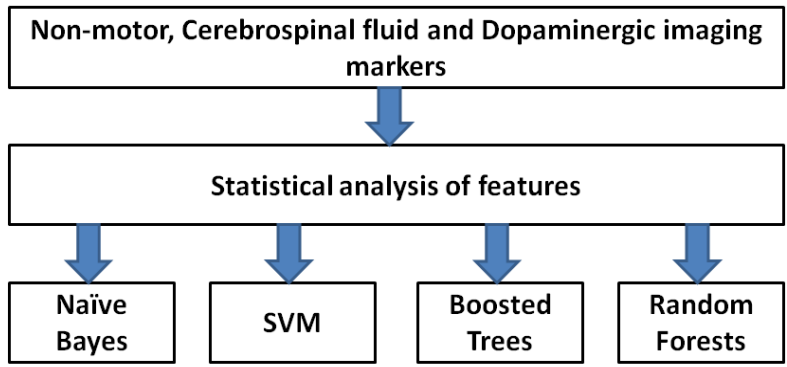 Non-motor, Cerebrospinal fluid and Dopaminergic imaging
markers
Statistical analysis of features
Naïve
Bayes
SVM
Boosted
Trees
Random
Forests